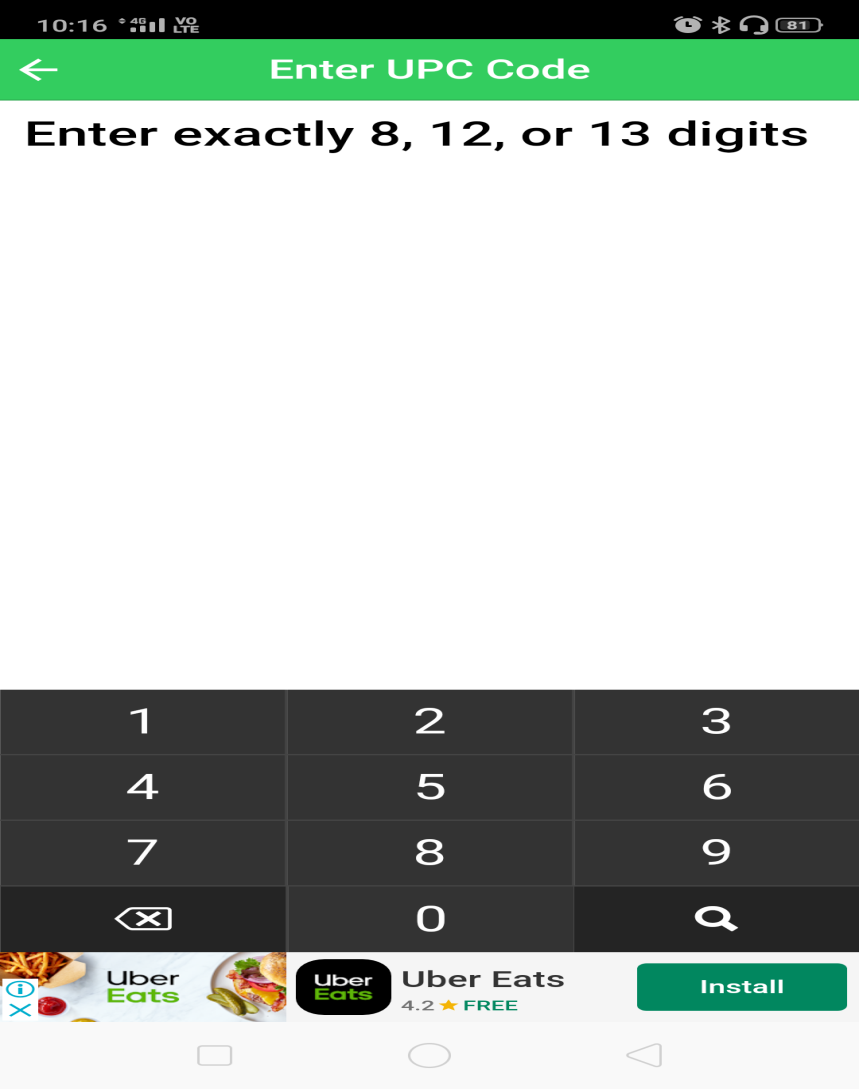 10:16 4G VO LTE 81
Enter UPC Code
Enter exactly 8, 12, or 13 digits
1 2 3
4 5 6
7 8 9
0
Uber Eats
Uber Eats
Uber Eats
4.2 FREE
Install